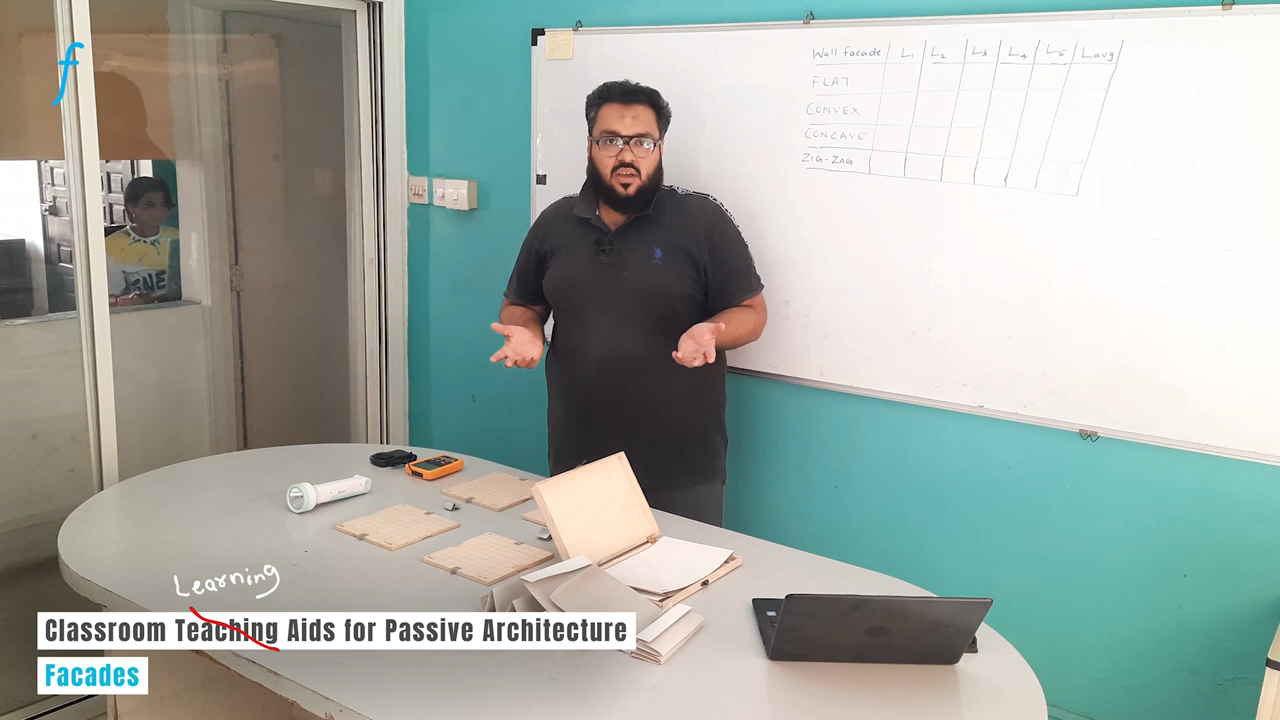 f
Wall facade L1 L2 L3 L4 L5 Lavg
FLAT
CONVEX
CONCAVE
ZIG-ZAG
Learning
Classroom Teaching Aids for Passive Architecture
Facades